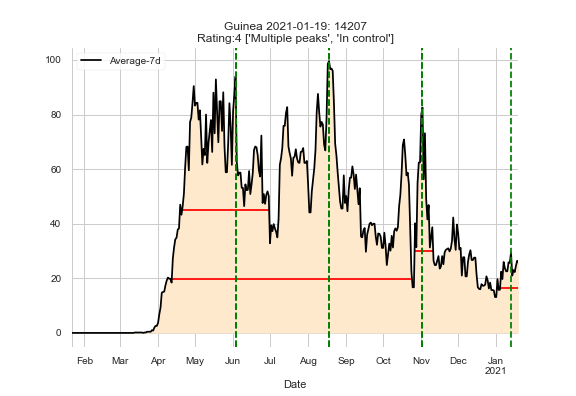 Guinea 2021-01-19: 14207
Rating:4 ['Multiple peaks', 'In control']
Average-7d
100
80
60
40
20
0
Feb Mar Apr May Jun Jul Aug Sep Oct Nov Dec Jan
2021
Date